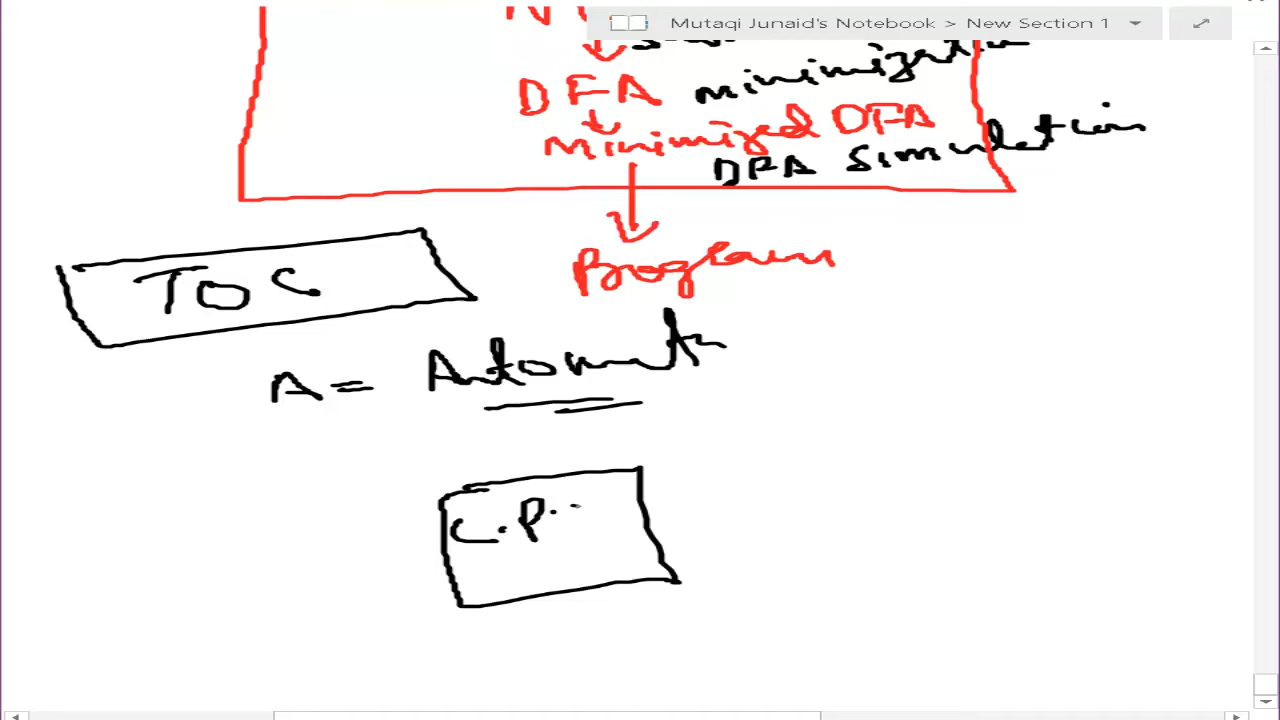 Mutaqi Junaid's Notebook > New Section 1
DFA minimization
minimized DFA
DFA Simulation
Program
TOC
A = Automata
C.P.